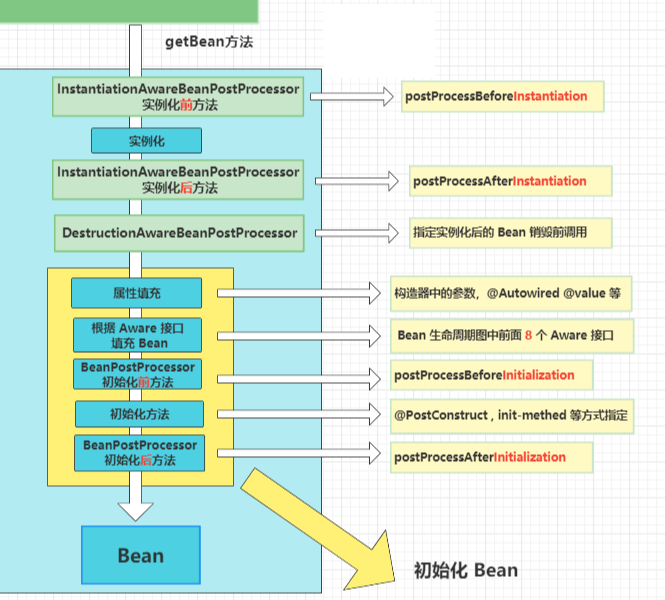 getBean方法
InstantiationAwareBeanPostProcessor
实例化前方法
postProcessBeforeInstantiation
实例化
InstantiationAwareBeanPostProcessor
实例化后方法
postProcessAfterInstantiation
DestructionAwareBeanPostProcessor
指定实例化后的 Bean 销毁前调用
属性填充
构造器中的参数，@Autowired @value 等
根据 Aware 接口
填充 Bean
Bean 生命周期图中前面 8 个 Aware 接口
BeanPostProcessor
初始化前方法
postProcessBeforeInitialization
初始化方法
@PostConstruct , init-methed 等方式指定
BeanPostProcessor
初始化后方法
postProcessAfterInitialization
Bean
初始化 Bean